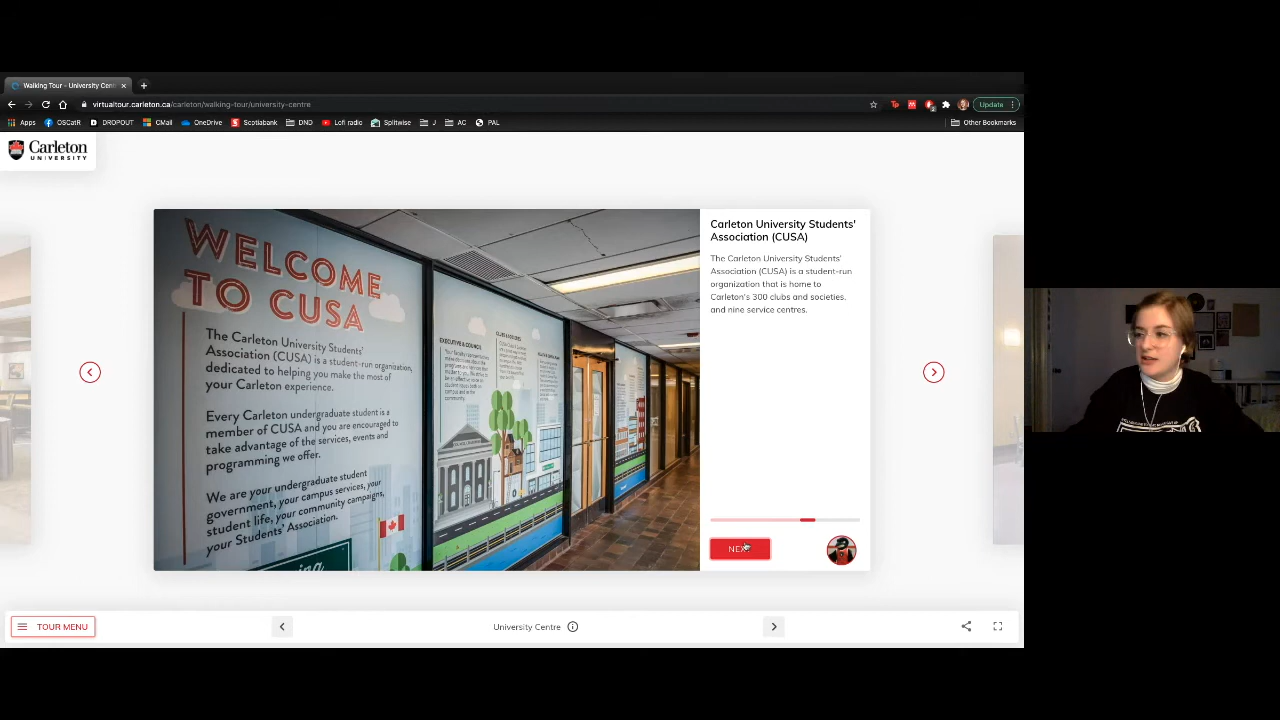 Walking Tour - University Cen
virtualtour.carleton.ca/carleton/walking-tour/university-centre
Update
Apps OSCatR DROPOUT CMail OneDrive Scotiabank DND Lofi radio Splitwise J AC PAL Other Bookmarks
Carleton
UNIVERSITY
WELCOME
TO CUSA
The Carleton University Students'
Association (CUSA) is a student-run organization,
dedicated to helping you make the most of
your Carleton experience.
Every Carleton undergraduate student is a
member of CUSA and you are encouraged to
take advantage of the services, events and
programming we offer.
We are your undergraduate student
government, your campus services, your
student life, your community campaigns,
your Students' Association.
EXECUTIVE & COUNCIL
Carleton University Students'
Association (CUSA)
The Carleton University Students'
Association (CUSA) is a student-run
organization that is home to
Carleton's 300 clubs and societies,
and nine service centres.
NEXT
TOUR MENU
University Centre